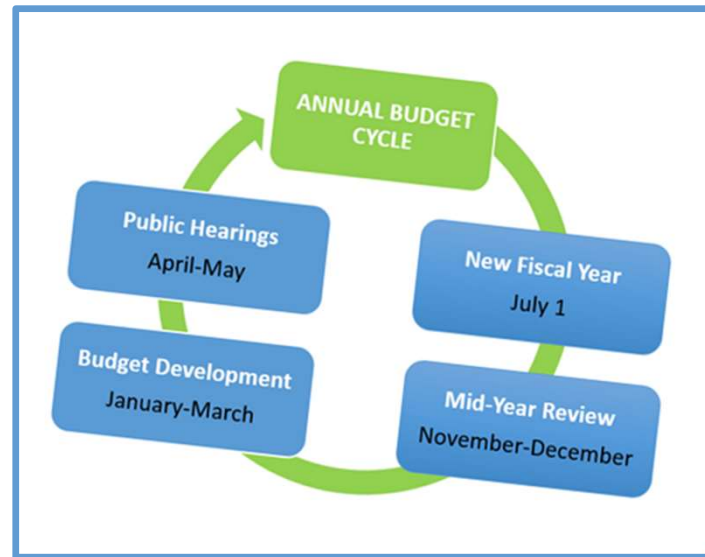 ANNUAL BUDGET
CYCLE
New Fiscal Year
July 1
Mid-Year Review
November-December
Budget Development
January-March
Public Hearings
April-May